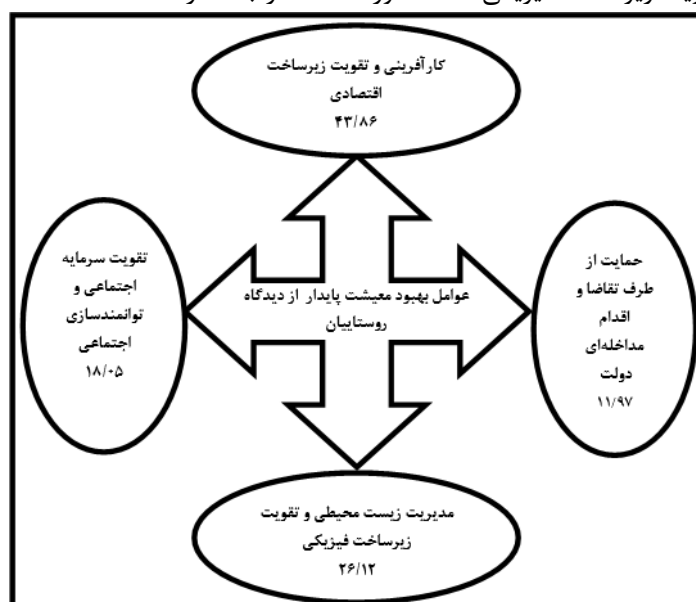 کارآفرینی و تقویت زیرساخت
اقتصادی
۴۳/۸۶
حمایت از
طرف تقاضا و
اقدام
مداخله‌ای
دولت
۱۱/۹۷
عوامل بهبود معیشت پایدار از دیدگاه
روستاییان
تقویت سرمایه
اجتماعی و
توانمندسازی
اجتماعی
۱۸/۰۵
مدیریت زیست محیطی و تقویت
زیرساخت فیزیکی
۲۶/۱۲